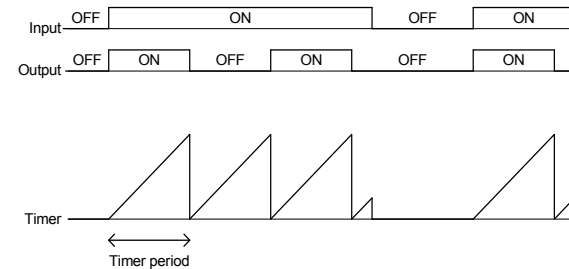 Input OFF ON OFF ON
Output OFF ON OFF ON OFF ON
Timer
Timer period